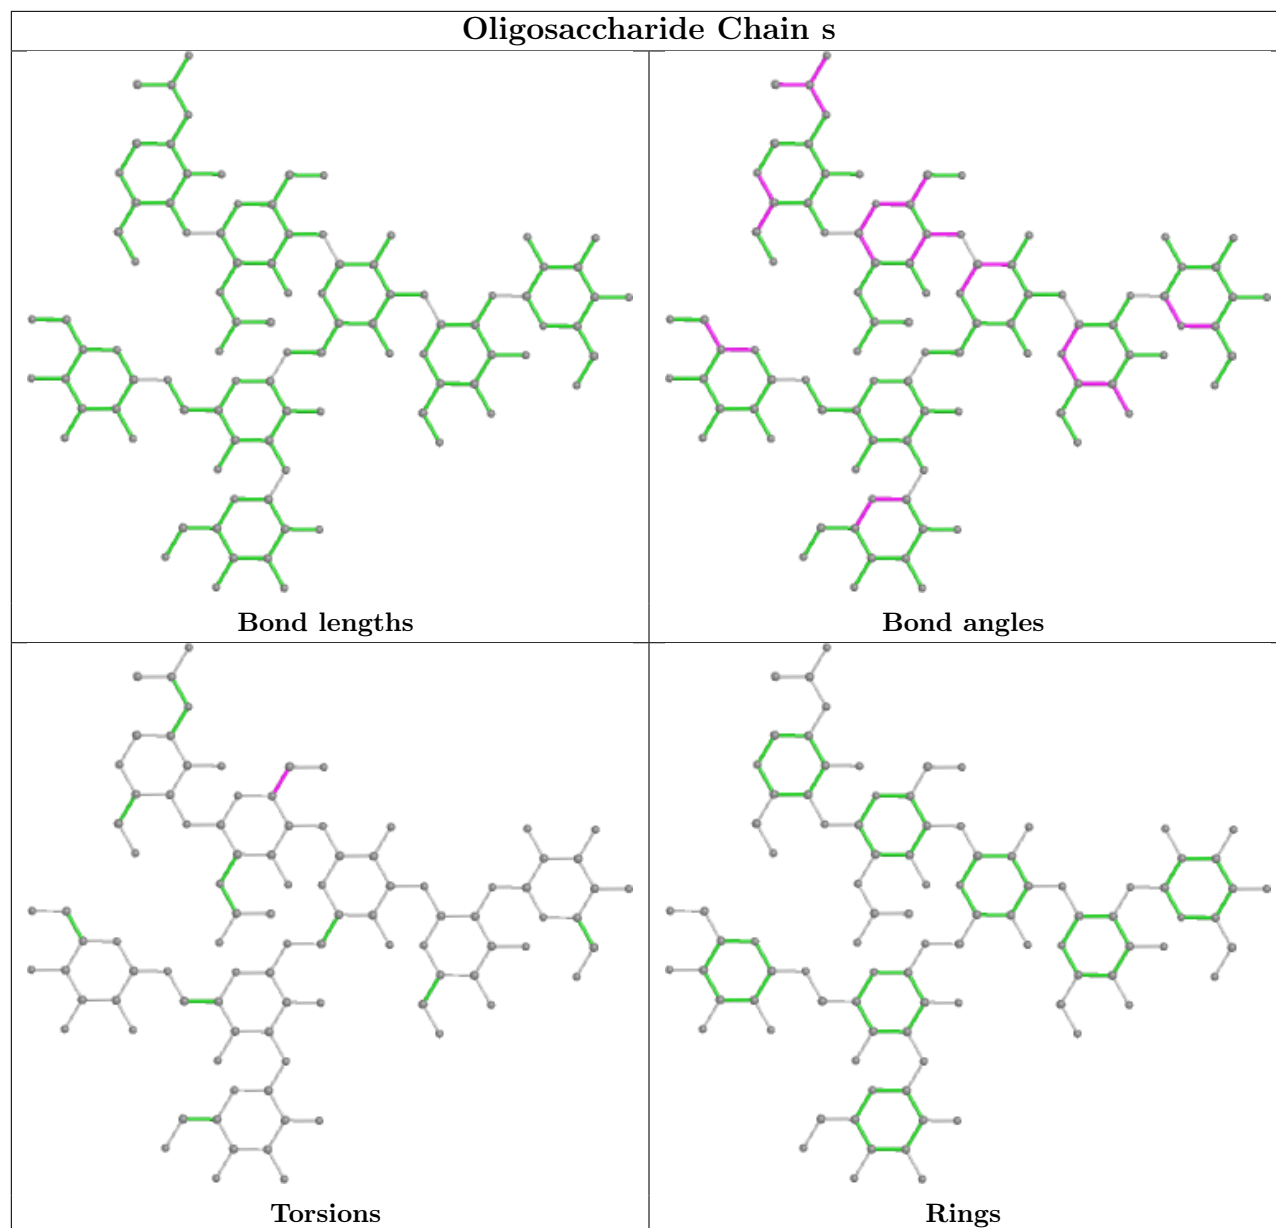 Oligosaccharide Chain s
Bond lengths
Bond angles
Torsions
Rings